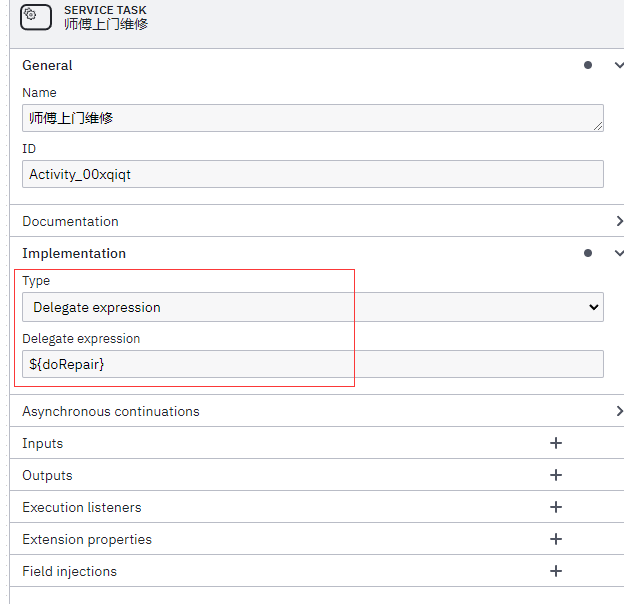 SERVICE TASK
师傅上门维修
General
Name
师傅上门维修
ID
Activity_00xqiqt
Documentation
Implementation
Type
Delegate expression
Delegate expression
${doRepair}
Asynchronous continuations
Inputs
Outputs
Execution listeners
Extension properties
Field injections